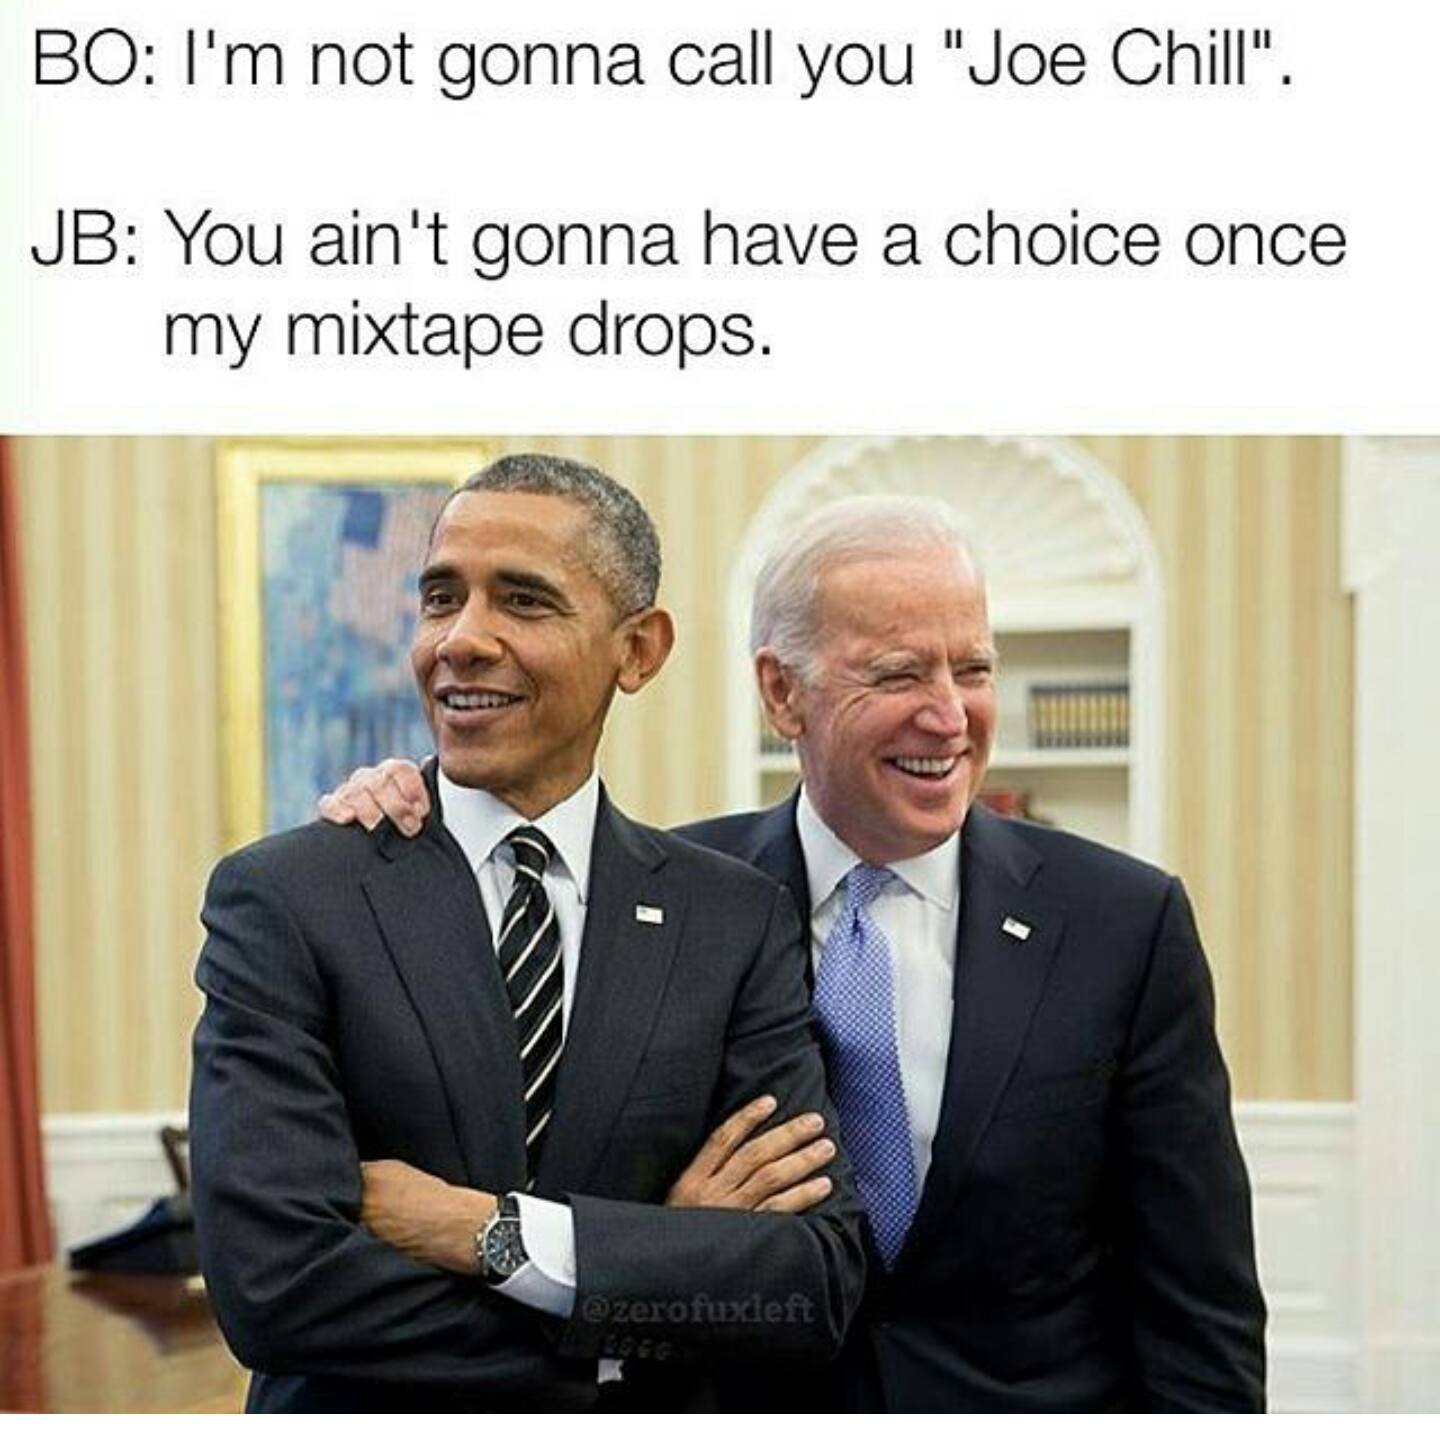 BO: I'm not gonna call you "Joe Chill".
JB: You ain't gonna have a choice once
my mixtape drops.
@zerofuxleft